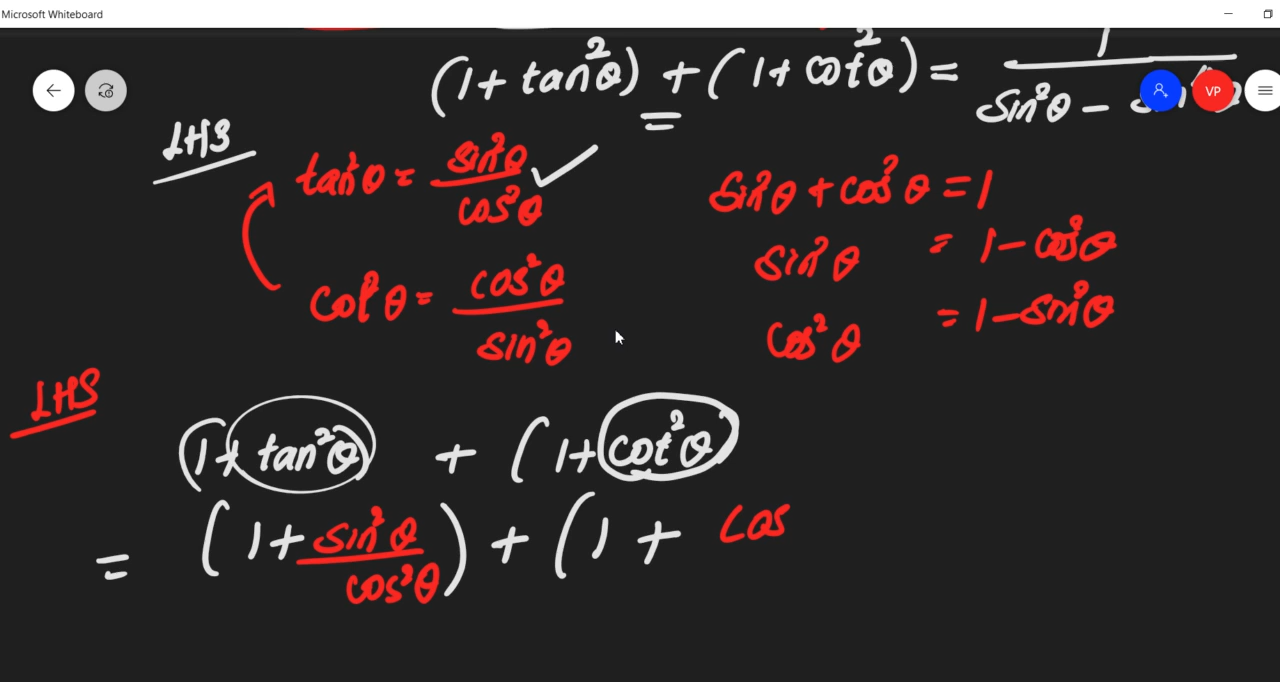 Microsoft Whiteboard
(1 + tan²θ) + (1 + cot²θ) = 1
sin²θ −
VP
LHS
tan²θ = sin²θ / cos²θ
cot²θ = cos²θ / sin²θ
sin²θ + cos²θ = 1
sin²θ = 1 − cos²θ
cos²θ = 1 − sin²θ
LHS
(1 + tan²θ) + (1 + cot²θ)
= (1 + sin²θ / cos²θ) + (1 + cos